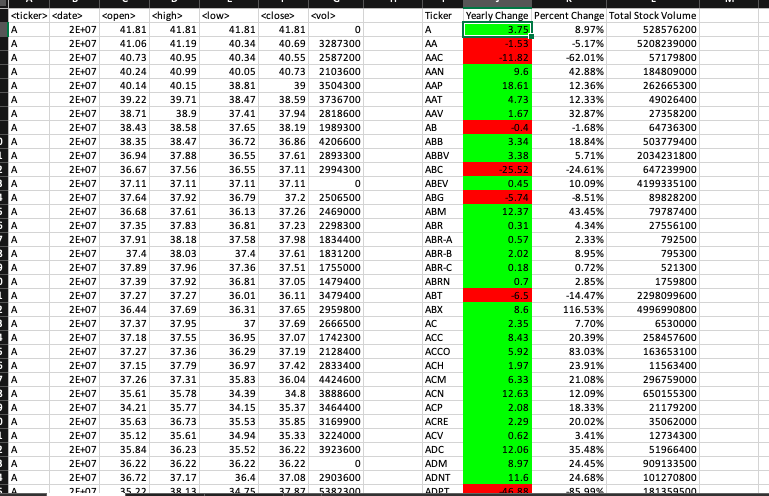 <ticker> <date> <open> <high> <low> <close> <vol> Ticker Yearly Change Percent Change Total Stock Volume
A 2E+07 41.81 41.81 41.81 41.81 0 A 3.75 8.97% 528576200
A 2E+07 41.06 41.19 40.34 40.69 3287300 AA -1.53 -5.17% 5208239000
A 2E+07 40.73 40.95 40.34 40.55 2587200 AAC -11.82 -62.01% 57179800
A 2E+07 40.24 40.99 40.05 40.73 2103600 AAN 9.6 42.88% 184809000
A 2E+07 40.14 40.15 38.81 39 3504300 AAP 18.61 12.36% 262665300
A 2E+07 39.22 39.71 38.47 38.59 3736700 AAT 4.73 12.33% 49026400
A 2E+07 38.71 38.9 37.41 37.94 2818600 AAV 1.67 32.87% 27358200
A 2E+07 38.43 38.58 37.65 38.19 1989300 AB -0.4 -1.68% 64736300
A 2E+07 38.35 38.47 36.72 36.86 4206600 ABB 3.34 18.84% 503779400
A 2E+07 36.94 37.88 36.55 37.61 2893300 ABBV 3.38 5.71% 2034231800
A 2E+07 36.67 37.56 36.55 37.11 2994300 ABC -25.52 -24.61% 647239900
A 2E+07 37.11 37.11 37.11 37.11 0 ABEV 0.45 10.09% 4199335100
A 2E+07 37.64 37.92 36.79 37.2 2506500 ABG -5.74 -8.51% 89828200
A 2E+07 36.68 37.61 36.13 37.26 2469000 ABM 12.37 43.45% 79787400
A 2E+07 37.35 37.83 36.81 37.23 2298300 ABR 0.31 4.34% 27556100
A 2E+07 37.91 38.18 37.58 37.98 1834400 ABR-A 0.57 2.33% 792500
A 2E+07 37.4 38.03 37.4 37.61 1831200 ABR-B 2.02 8.95% 795300
A 2E+07 37.89 37.96 37.36 37.51 1755000 ABR-C 0.18 0.72% 521300
A 2E+07 37.39 37.92 36.81 37.05 1479400 ABRN 0.7 2.85% 1759800
A 2E+07 37.27 37.27 36.01 36.11 3479400 ABT -6.5 -14.47% 2298099600
A 2E+07 36.44 37.69 36.31 37.65 2959800 ABX 8.6 116.53% 4996990800
A 2E+07 37.37 37.95 37 37.69 2666500 AC 2.35 7.70% 6530000
A 2E+07 37.18 37.55 36.95 37.07 1742300 ACC 8.43 20.39% 258457600
A 2E+07 37.27 37.36 36.29 37.19 2128400 ACCO 5.92 83.03% 163653100
A 2E+07 37.15 37.79 36.97 37.42 2833400 ACH 1.97 23.91% 11563400
A 2E+07 37.26 37.31 35.83 36.04 4424600 ACM 6.33 21.08% 296759000
A 2E+07 35.61 35.78 34.39 34.8 3888600 ACN 12.63 12.09% 650155300
A 2E+07 34.21 35.77 34.15 35.37 3464400 ACP 2.08 18.33% 21179200
A 2E+07 35.63 36.73 35.53 35.85 3169900 ACRE 2.29 20.02% 35062000
A 2E+07 35.12 35.61 34.94 35.33 3224000 ACV 0.62 3.41% 12734300
A 2E+07 35.84 36.23 35.52 36.22 3923600 ADC 12.06 35.48% 51966400
A 2E+07 36.22 36.22 36.22 36.22 0 ADM 8.97 24.45% 909133500
A 2E+07 36.72 37.17 36.4 37.08 2903600 ADNT 11.6 24.68% 101270800
A 2E+07 35.22 38.13 34.75 37.87 5382300 ADPT -46.88 -85.99% 181359500